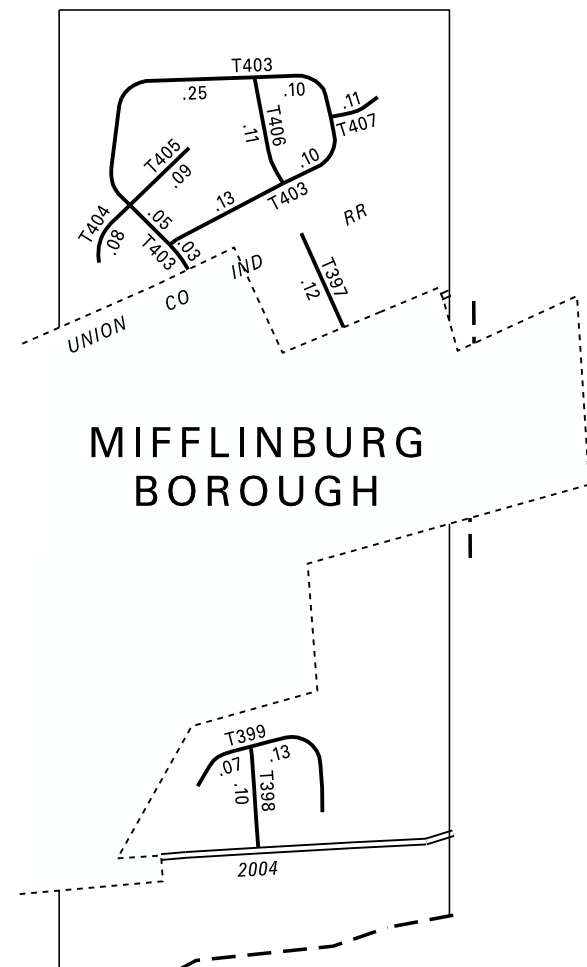 T403
.25
.10
.11
T407
T406
.11
T405
.09
.10
T403
.13
T404
.08
.05
T403
.03
RR
IND
CO
UNION
T397
.12
MIFFLINBURG
BOROUGH
T399
.07
.13
.10
T398
2004